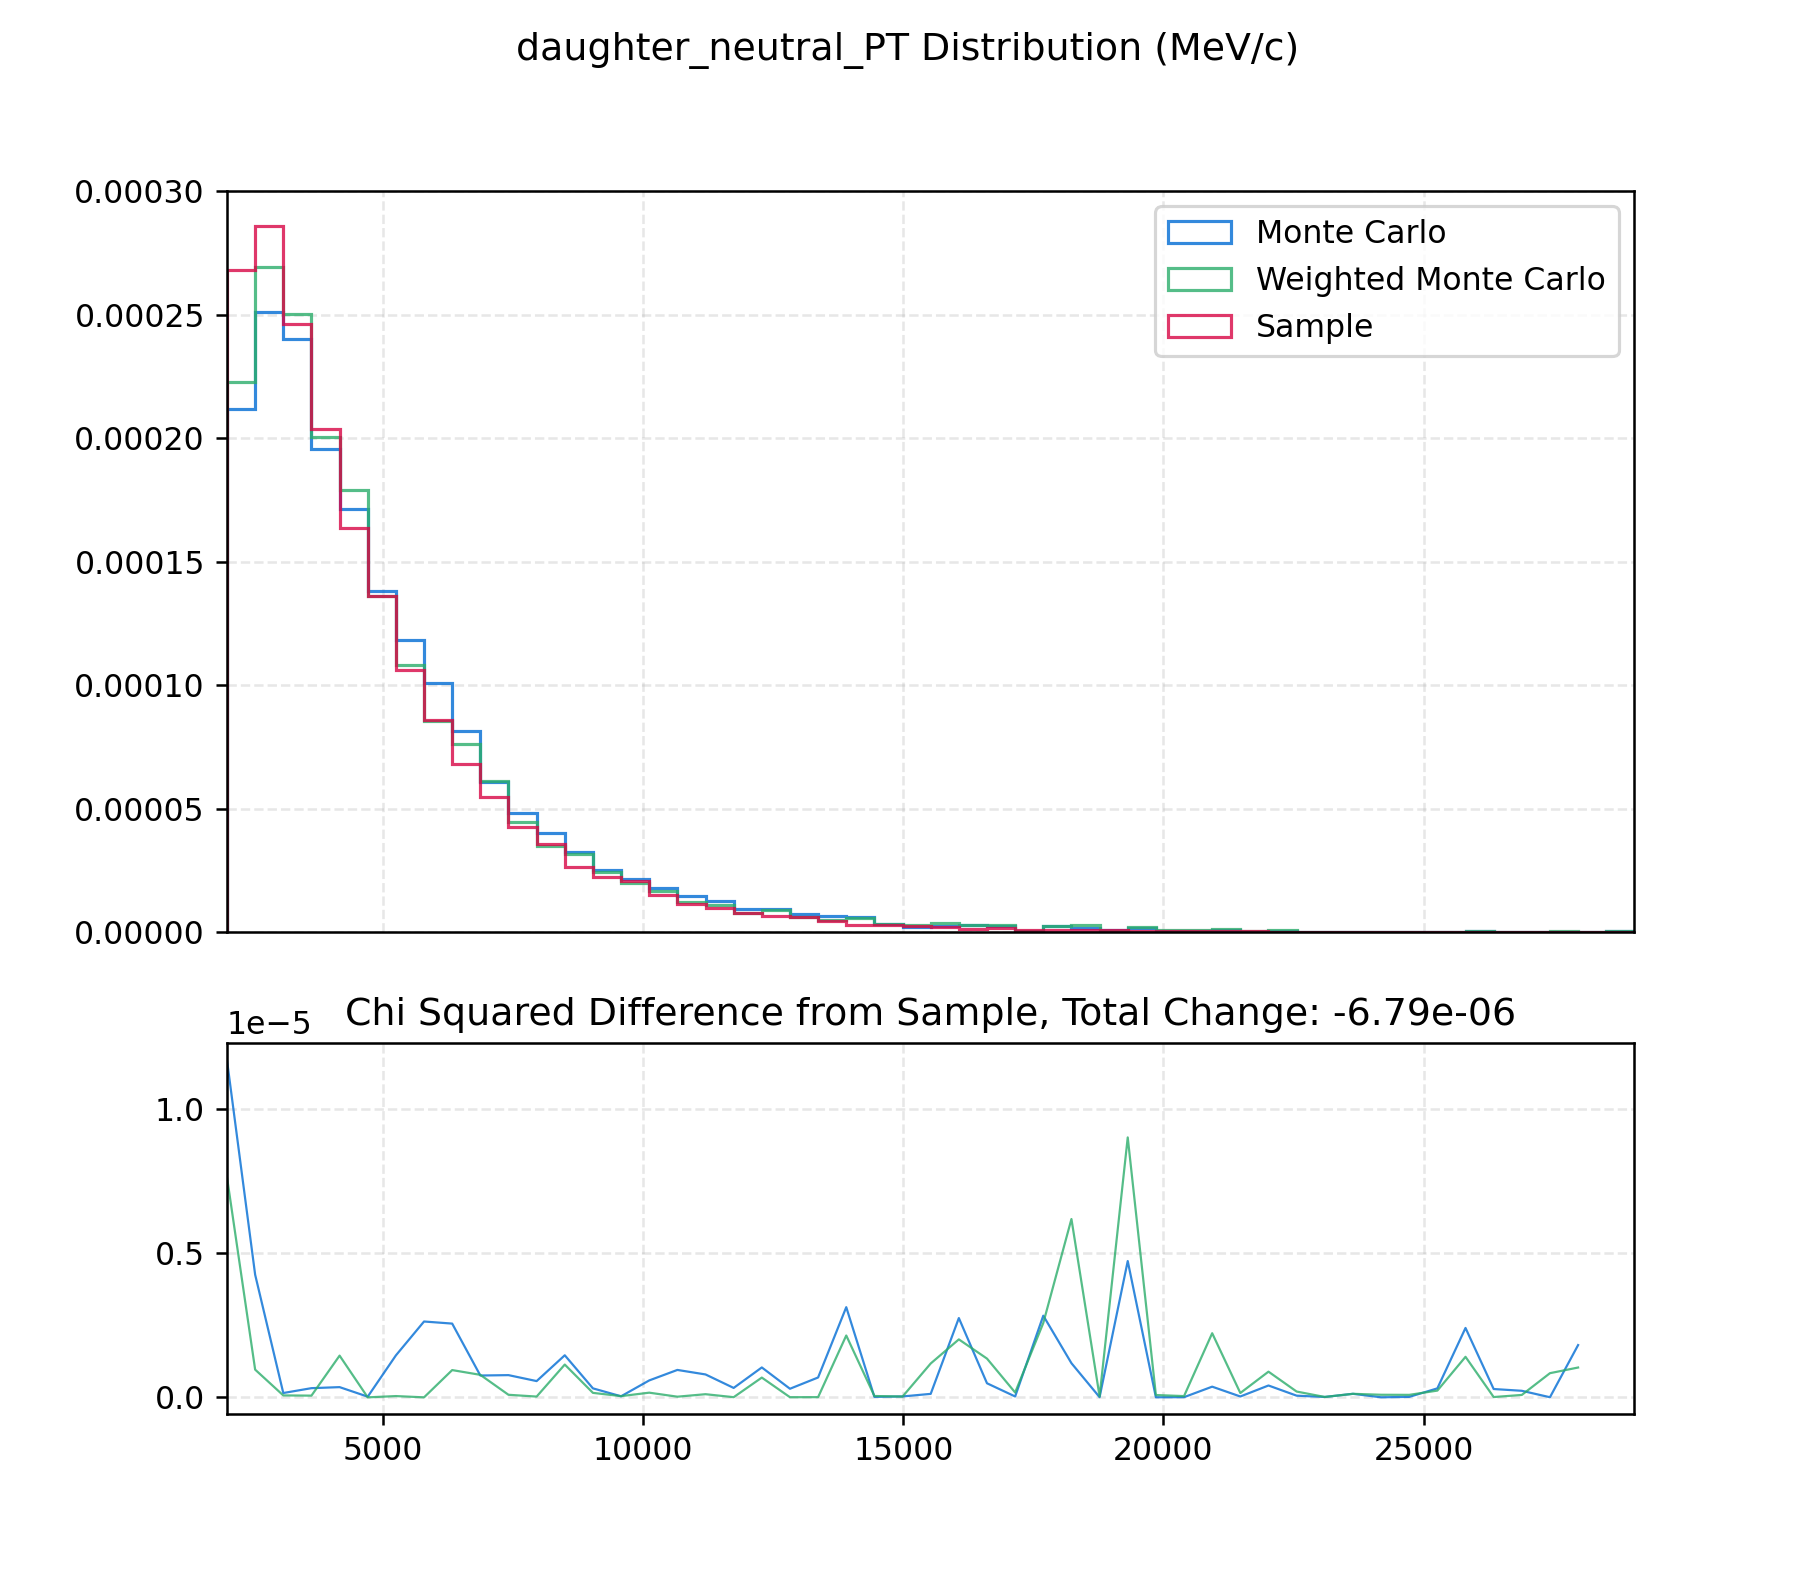 daughter_neutral_PT Distribution (MeV/c)
0.00030
0.00025
0.00020
0.00015
0.00010
0.00005
0.00000
Monte Carlo
Weighted Monte Carlo
Sample
1e−5
Chi Squared Difference from Sample, Total Change: -6.79e-06
1.0
0.5
0.0
5000 10000 15000 20000 25000